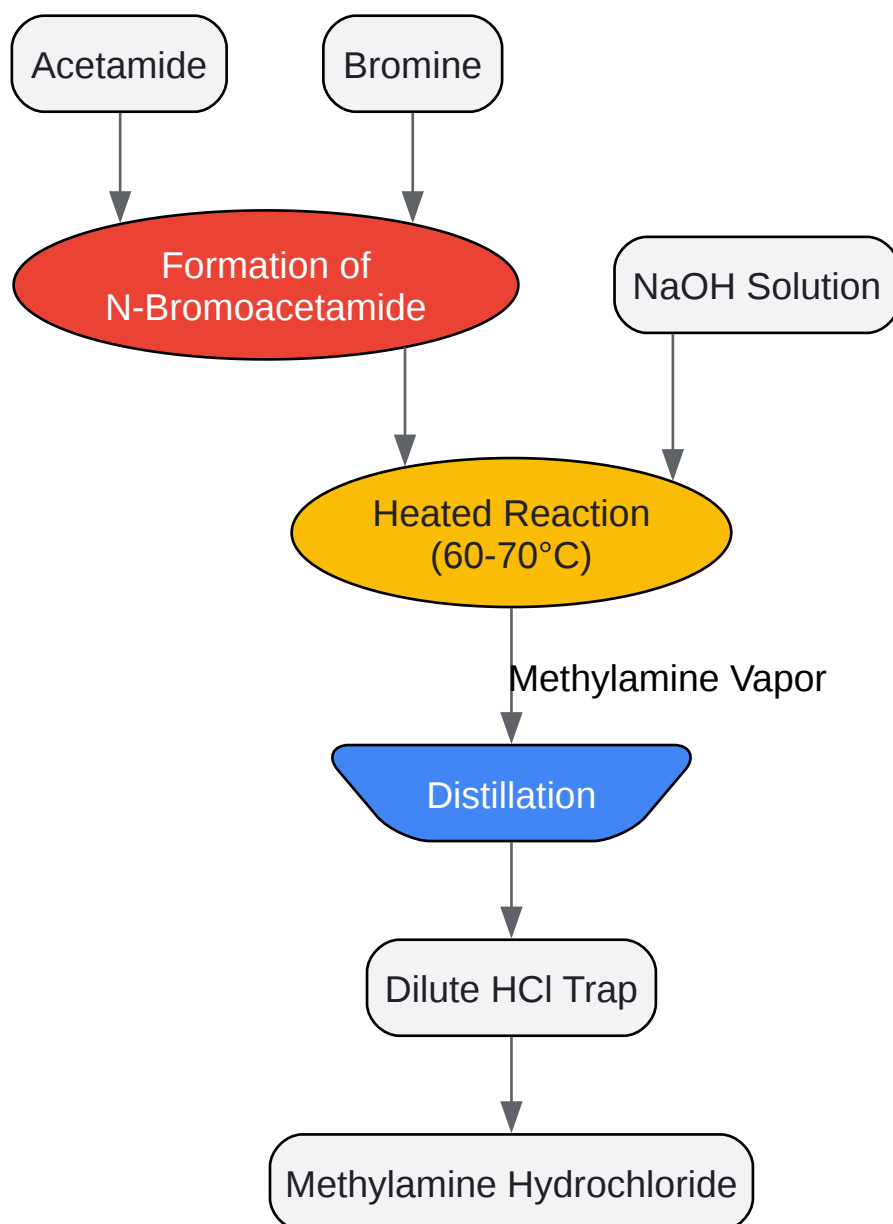 Acetamide
Bromine
Formation of
N-Bromoacetamide
NaOH Solution
Heated Reaction
(60-70°C)
Methylamine Vapor
Distillation
Dilute HCl Trap
Methylamine Hydrochloride